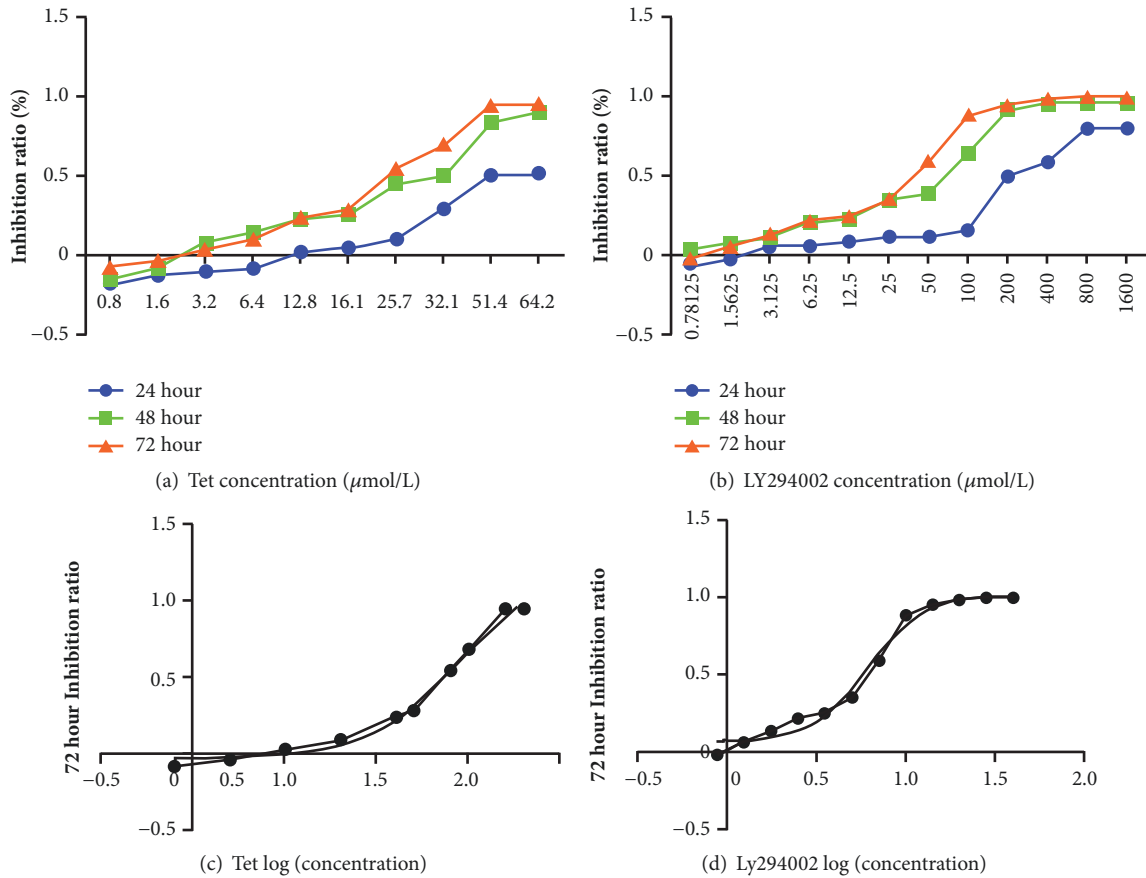 1.5
1.0
0.5
0
−0.5
Inhibition ratio (%)
0.8 1.6 3.2 6.4 12.8 16.1 25.7 32.1 51.4 64.2
24 hour
48 hour
72 hour
(a) Tet concentration (μmol/L)
1.5
1.0
0.5
0
−0.5
Inhibition ratio (%)
0.78125 1.5625 3.125 6.25 12.5 25 50 100 200 400 800 1600
24 hour
48 hour
72 hour
(b) LY294002 concentration (μmol/L)
1.5
1.0
0.5
−0.5
72 hour Inhibition ratio
−0.5 0 0.5 1.0 1.5 2.0
(c) Tet log (concentration)
1.5
1.0
0.5
0
−0.5
72 hour Inhibition ratio
−0.5 0 0.5 1.0 1.5 2.0
(d) Ly294002 log (concentration)